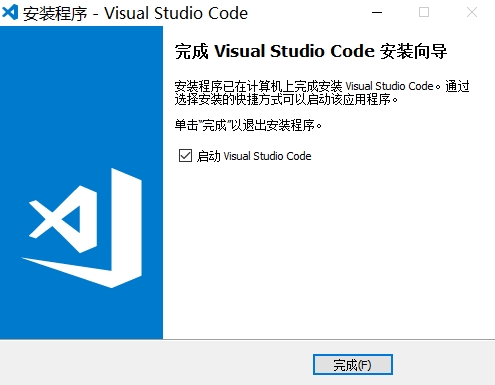 安装程序 - Visual Studio Code
完成 Visual Studio Code 安装向导
安装程序已在计算机上完成安装 Visual Studio Code。通过
选择安装的快捷方式可以启动该应用程序。
单击"完成"以退出安装程序。
启动 Visual Studio Code
完成(F)